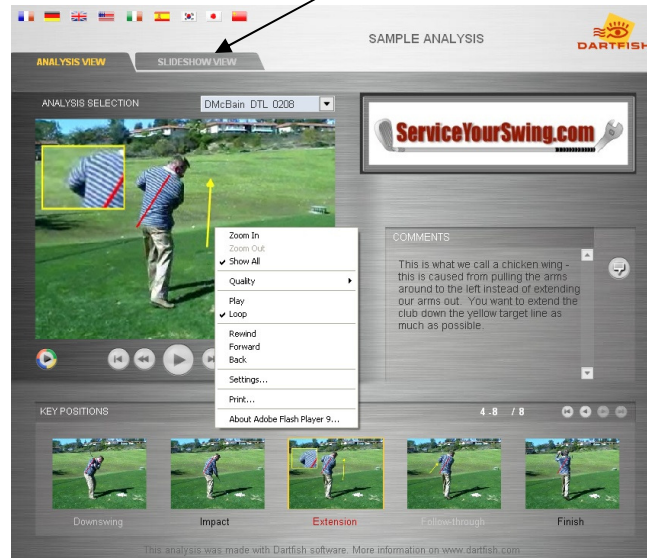 SAMPLE ANALYSIS
DARTFISH
ANALYSIS VIEW
SLIDESHOW VIEW
ANALYSIS SELECTION
DMcBain DTL 0208
ServiceYourSwing.com
Zoom In
Zoom Out
Show All
Quality
Play
Loop
Rewind
Forward
Back
Settings...
Print...
About Adobe Flash Player 9...
COMMENTS
This is what we call a chicken wing -
this is caused from pulling the arms
around to the left instead of extending
our arms out. You want to extend the
club down the yellow target line as
much as possible.
KEY POSITIONS
4 -8 / 8
Downswing
Impact
Extension
Follow-through
Finish
This analysis was made with Dartfish software. More information on www.dartfish.com